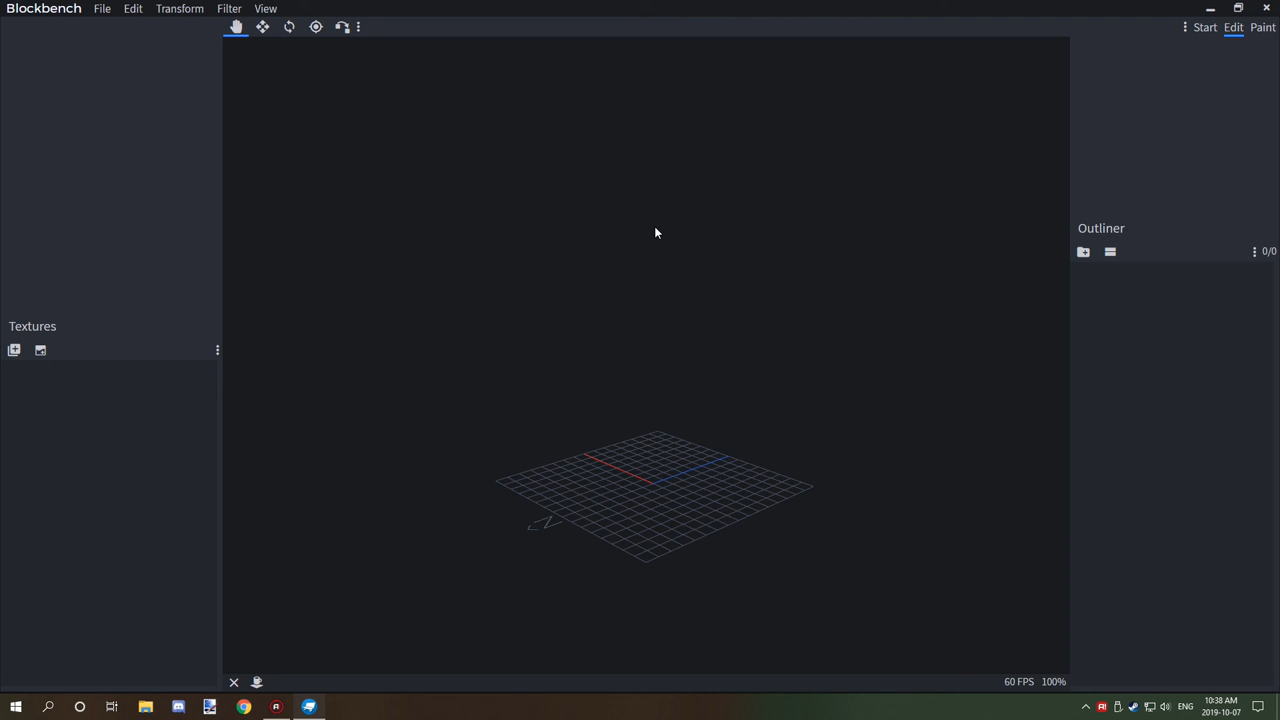 Blockbench File Edit Transform Filter View
Start Edit Paint
Outliner
0/0
Textures
N
60 FPS 100%
ENG
10:38 AM
2019-10-07